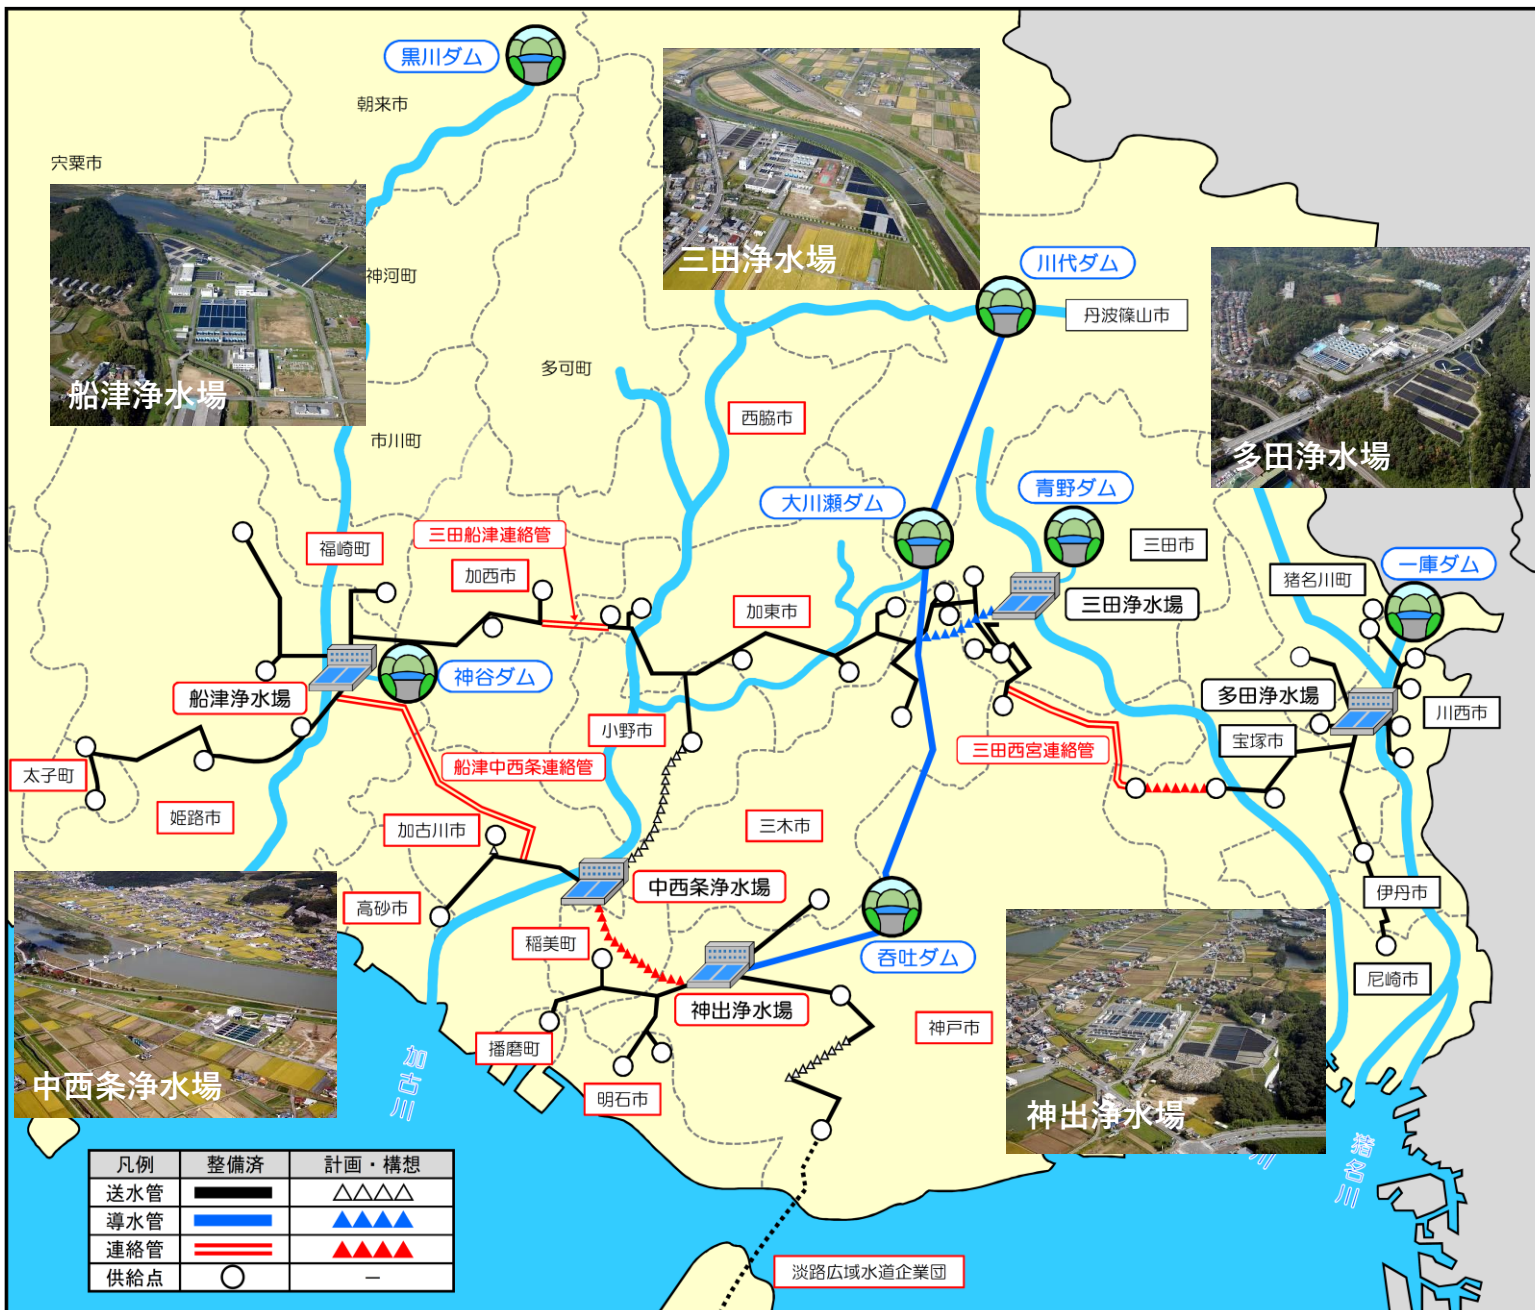 黒川ダム
朝来市
宍粟市
三田浄水場
船津浄水場
神河町
川代ダム
丹波篠山市
多可町
西脇市
市川町
多田浄水場
大川瀬ダム
青野ダム
三田船津連絡管
福崎町
加西市
三田市
一庫ダム
猪名川町
加東市
三田浄水場
神谷ダム
船津浄水場
多田浄水場
川西市
宝塚市
小野市
三田西宮連絡管
船津中西条連絡管
太子町
姫路市
加古川市
三木市
中西条浄水場
高砂市
伊丹市
稲美町
呑吐ダム
尼崎市
神出浄水場
神戸市
播磨町
明石市
加古川
中西条浄水場
神出浄水場
川
猪名川
凡例 整備済 計画・構想
送水管 △△△△
導水管 ▲▲▲▲
連絡管 ▲▲▲▲
供給点 ○ −
淡路広域水道企業団